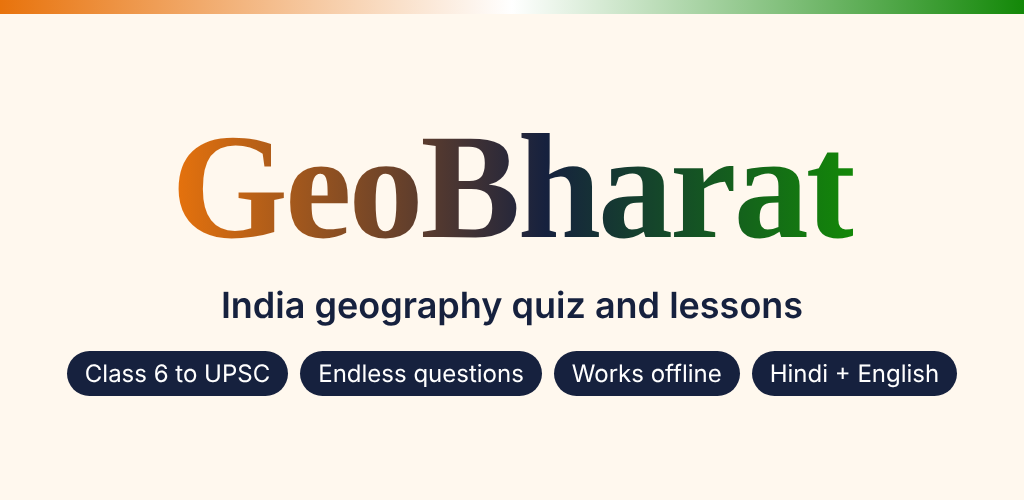 GeoBharat
India geography quiz and lessons
Class 6 to UPSC Endless questions Works offline Hindi + English